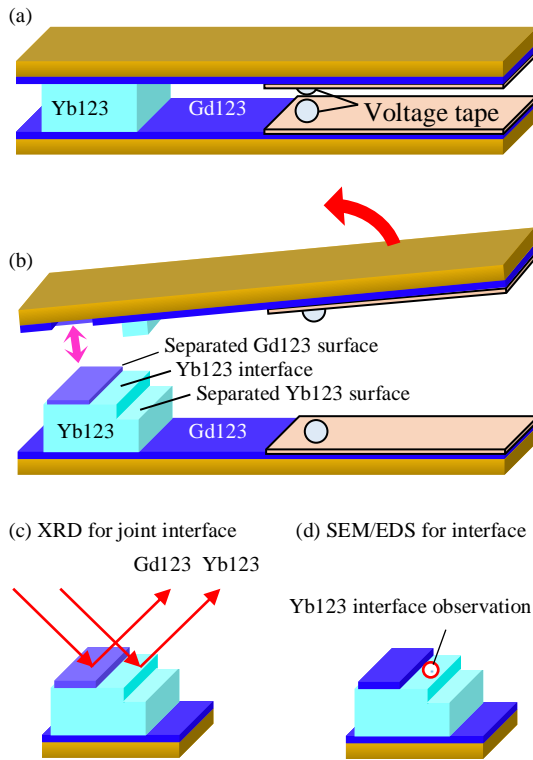 (a)
Yb123
Gd123
Voltage tape
(b)
Separated Gd123 surface
Yb123 interface
Separated Yb123 surface
Yb123
Gd123
(c) XRD for joint interface
Gd123 Yb123
(d) SEM/EDS for interface
Yb123 interface observation